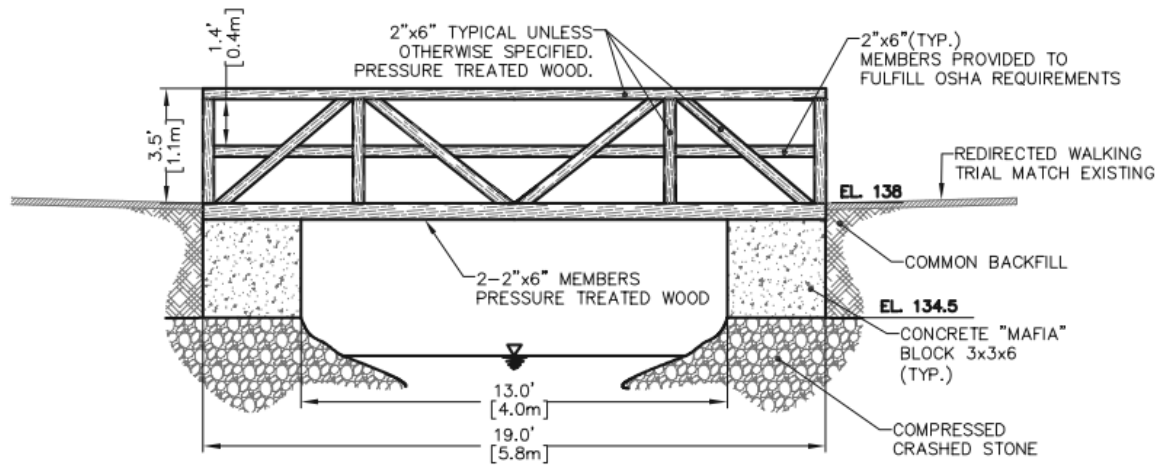 1.4'
[0.4m]
3.5'
[1.1m]
2"x6" TYPICAL UNLESS
OTHERWISE SPECIFIED.
PRESSURE TREATED WOOD.
2"x6"(TYP.)
MEMBERS PROVIDED TO
FULFILL OSHA REQUIREMENTS
REDIRECTED WALKING
TRIAL MATCH EXISTING
EL. 138
COMMON BACKFILL
2-2"x6" MEMBERS
PRESSURE TREATED WOOD
EL. 134.5
CONCRETE "MAFIA"
BLOCK 3x3x6
(TYP.)
13.0'
[4.0m]
19.0'
[5.8m]
COMPRESSED
CRASHED STONE